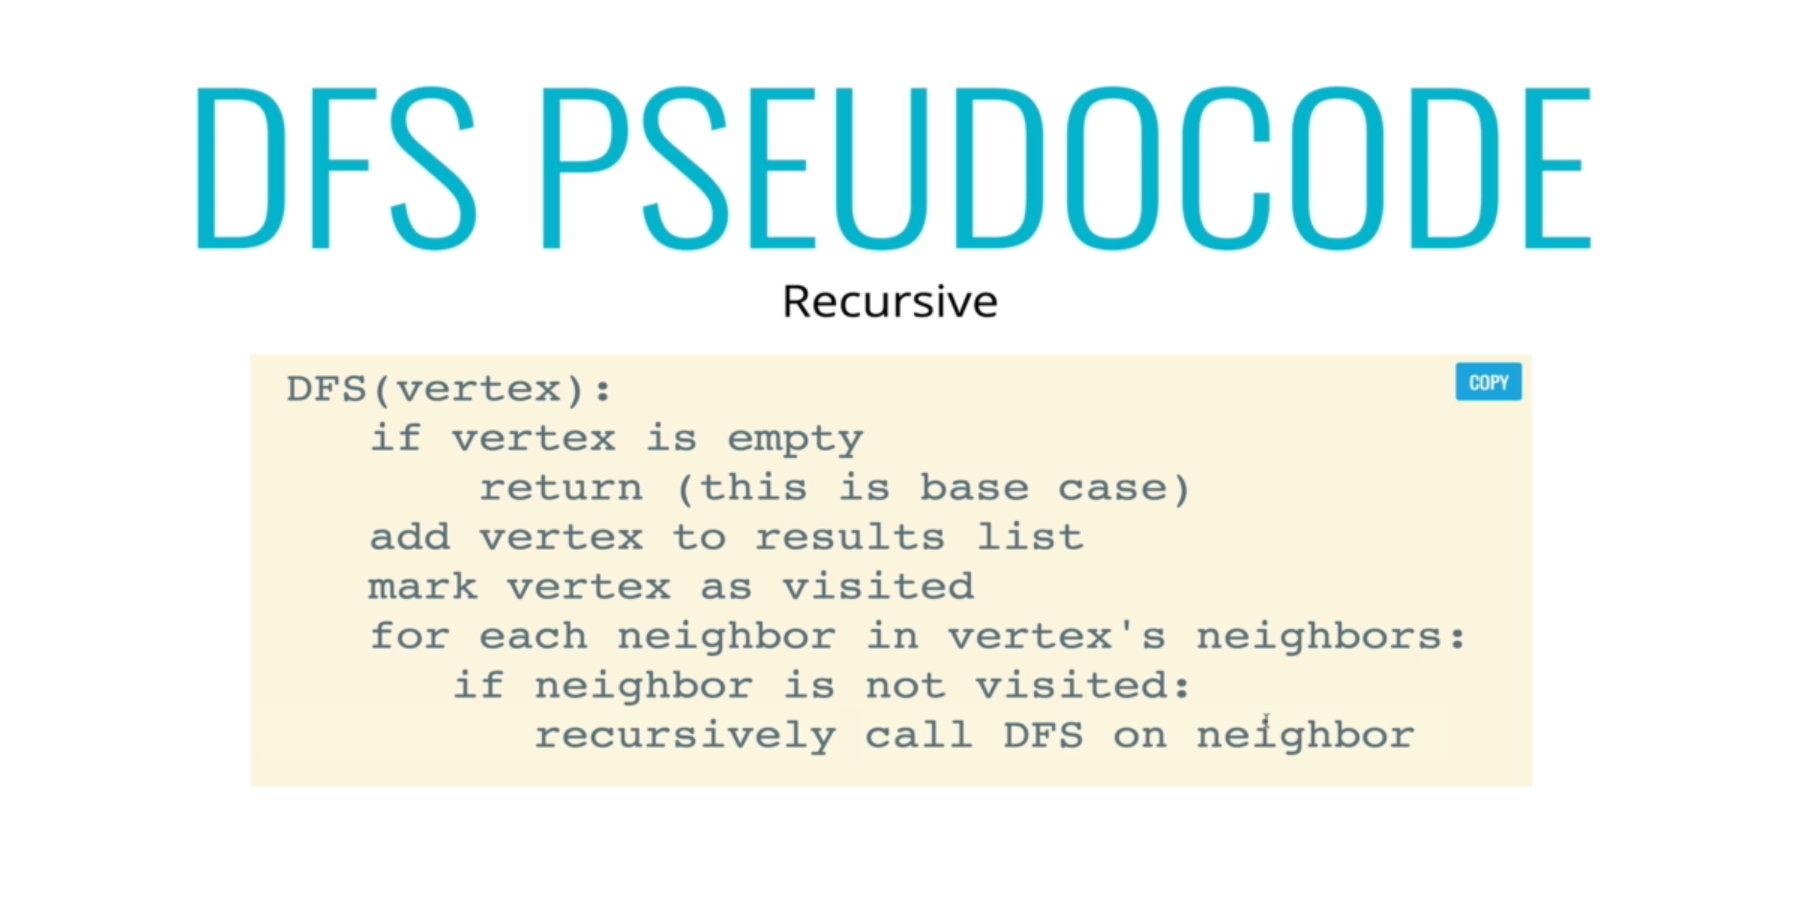 DFS PSEUDOCODE
Recursive
COPY
DFS(vertex):
if vertex is empty
return (this is base case)
add vertex to results list
mark vertex as visited
for each neighbor in vertex's neighbors:
if neighbor is not visited:
recursively call DFS on neighbor